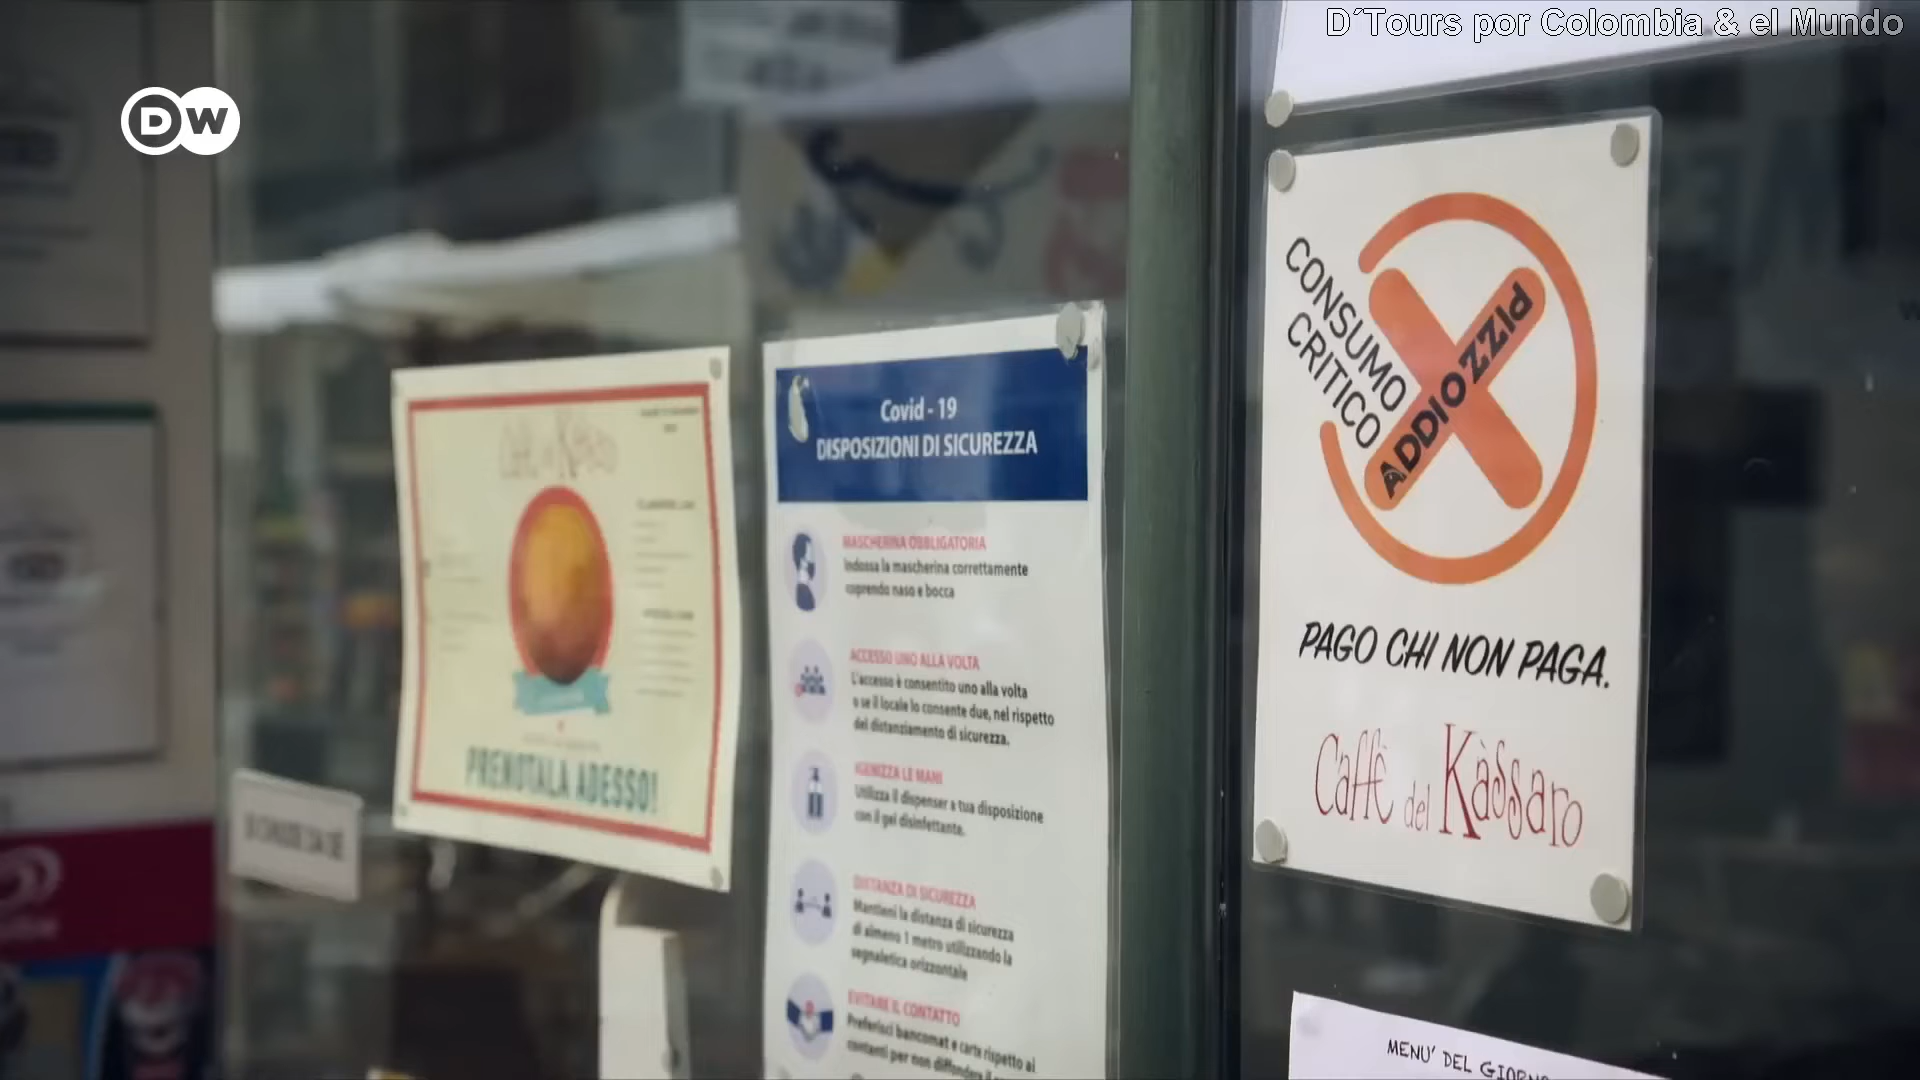 D´Tours por Colombia & el Mundo
DW
PRENOTALA ADESSO!
Covid - 19
DISPOSIZIONI DI SICUREZZA
MASCHERINA OBBLIGATORIA
Indossa la mascherina correttamente
coprendo naso e bocca
ACCESSO UNO ALLA VOLTA
L'accesso è consentito uno alla volta
o se il locale lo consente due, nel rispetto
del distanziamento di sicurezza.
IGENIZZA LE MANI
Utilizza il dispenser a tua disposizione
con il gel disinfettante.
DISTANZA DI SICUREZZA
Mantieni la distanza di sicurezza
di almeno 1 metro utilizzando la
segnaletica orizzontale
EVITARE IL CONTATTO
Preferisci bancomat e carte rispetto ai
contanti per non diffondere il
CONSUMO
CRITICO
ADDIOZZIP
PAGO CHI NON PAGA.
Caffè del Kàssaro
MENU' DEL GIORNO